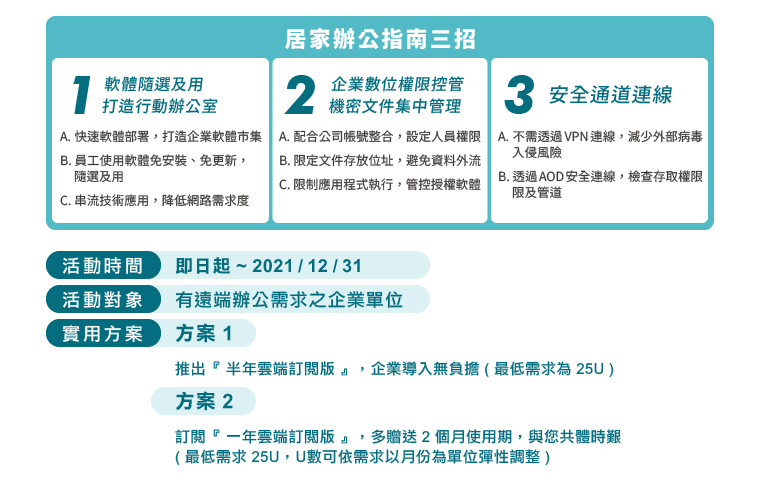 居家辦公指南三招
1 軟體隨選及用
打造行動辦公室
A. 快速軟體部署，打造企業軟體市集
B. 員工使用軟體免安裝、免更新，
隨選及用
C. 串流技術應用，降低網路需求度
2 企業數位權限控管
機密文件集中管理
A. 配合公司帳號整合，設定人員權限
B. 限定文件存放位址，避免資料外流
C. 限制應用程式執行，管控授權軟體
3 安全通道連線
A. 不需透過 VPN 連線，減少外部病毒
入侵風險
B. 透過 AOD 安全連線，檢查存取權限
限及管道
活動時間 即日起 ~ 2021 / 12 / 31
活動對象 有遠端辦公需求之企業單位
實用方案 方案 1
推出『 半年雲端訂閱版 』，企業導入無負擔 ( 最低需求為 25U )
方案 2
訂閱『 一年雲端訂閱版 』，多贈送 2 個月使用期，與您共體時艱
( 最低需求 25U，U數可依需求以月份為單位彈性調整 )